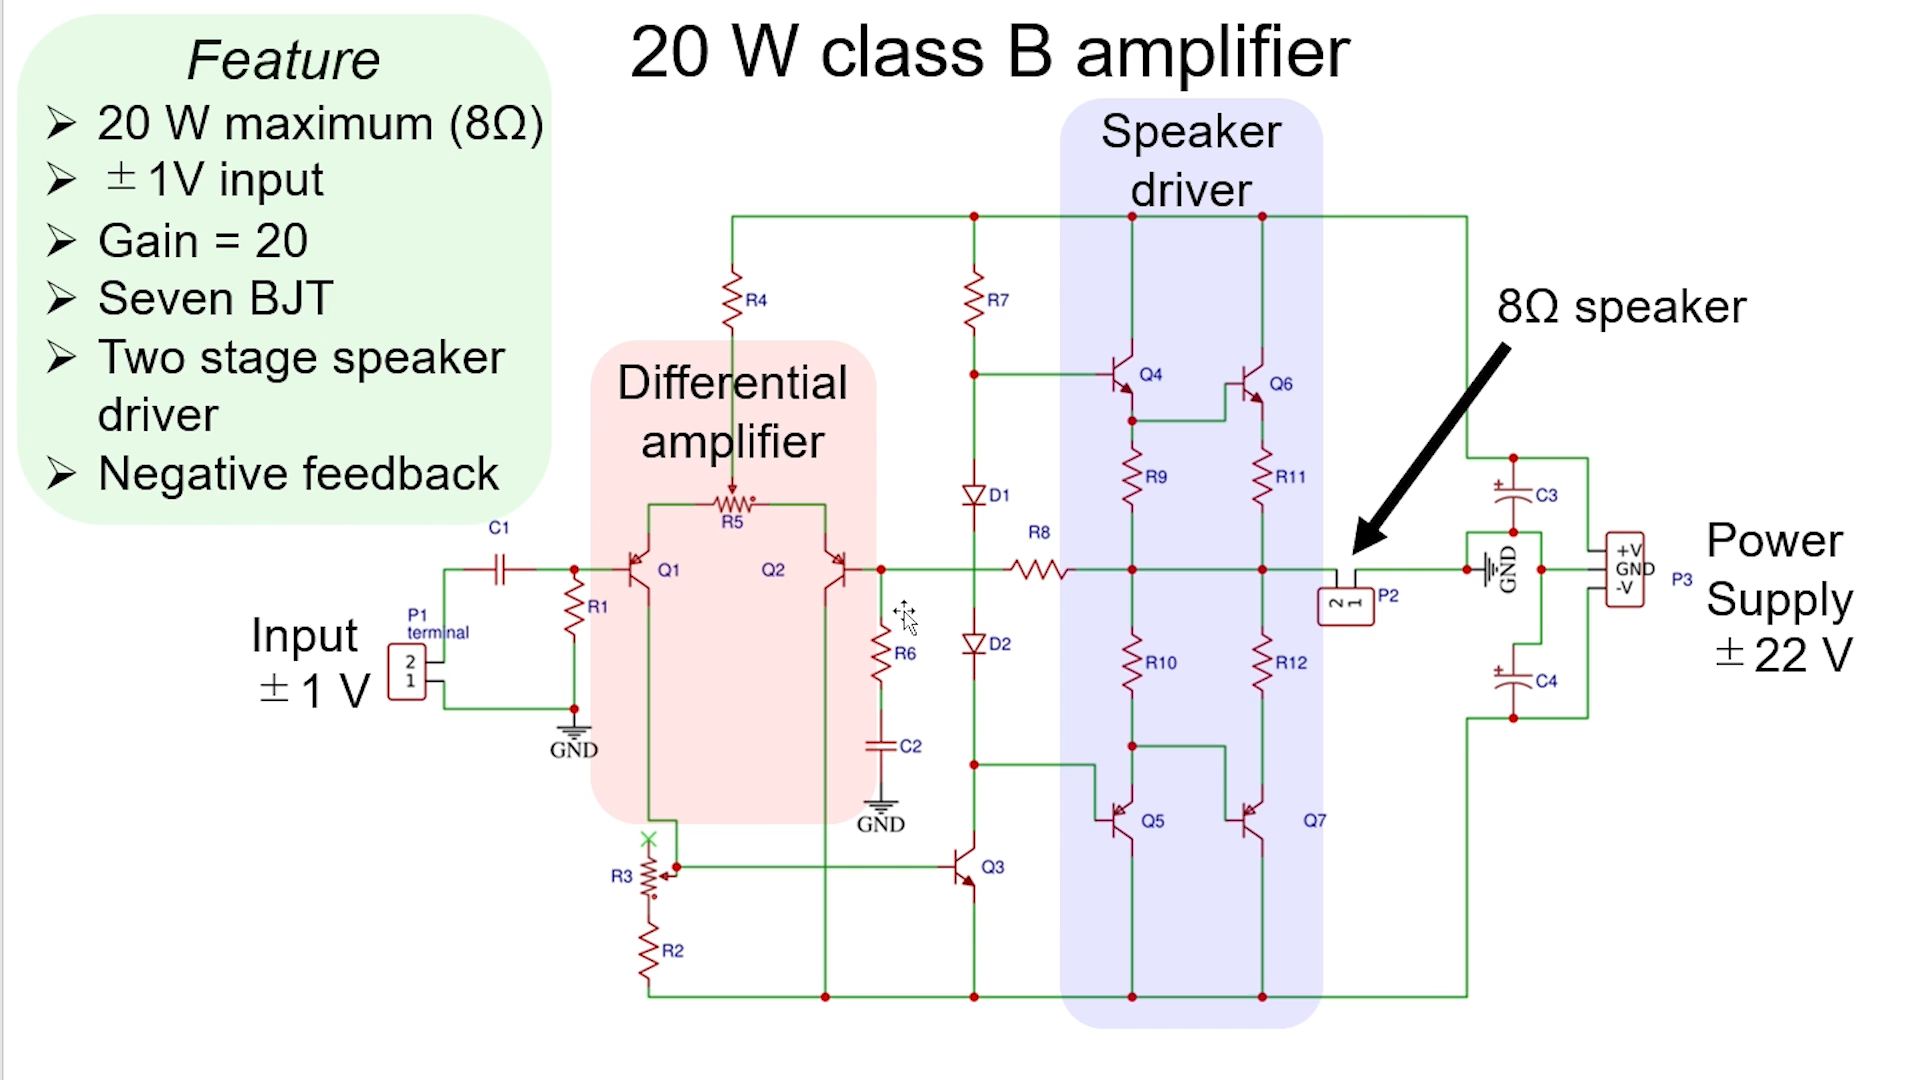 20 W class B amplifier
Feature
➢ 20 W maximum (8Ω)
➢ ±1V input
➢ Gain = 20
➢ Seven BJT
➢ Two stage speaker
driver
➢ Negative feedback
Speaker
driver
8Ω speaker
Differential
amplifier
Power
Supply
±22 V
Input
±1 V
P1
terminal
2
1
C1
R1
GND
Q1
R5
Q2
R4
R7
Q4
Q6
D1
R9
R11
R8
C3
GND
+V
GND
-V
P3
2
1
P2
R6
D2
R10
R12
C4
C2
GND
Q5
Q7
R3
Q3
R2